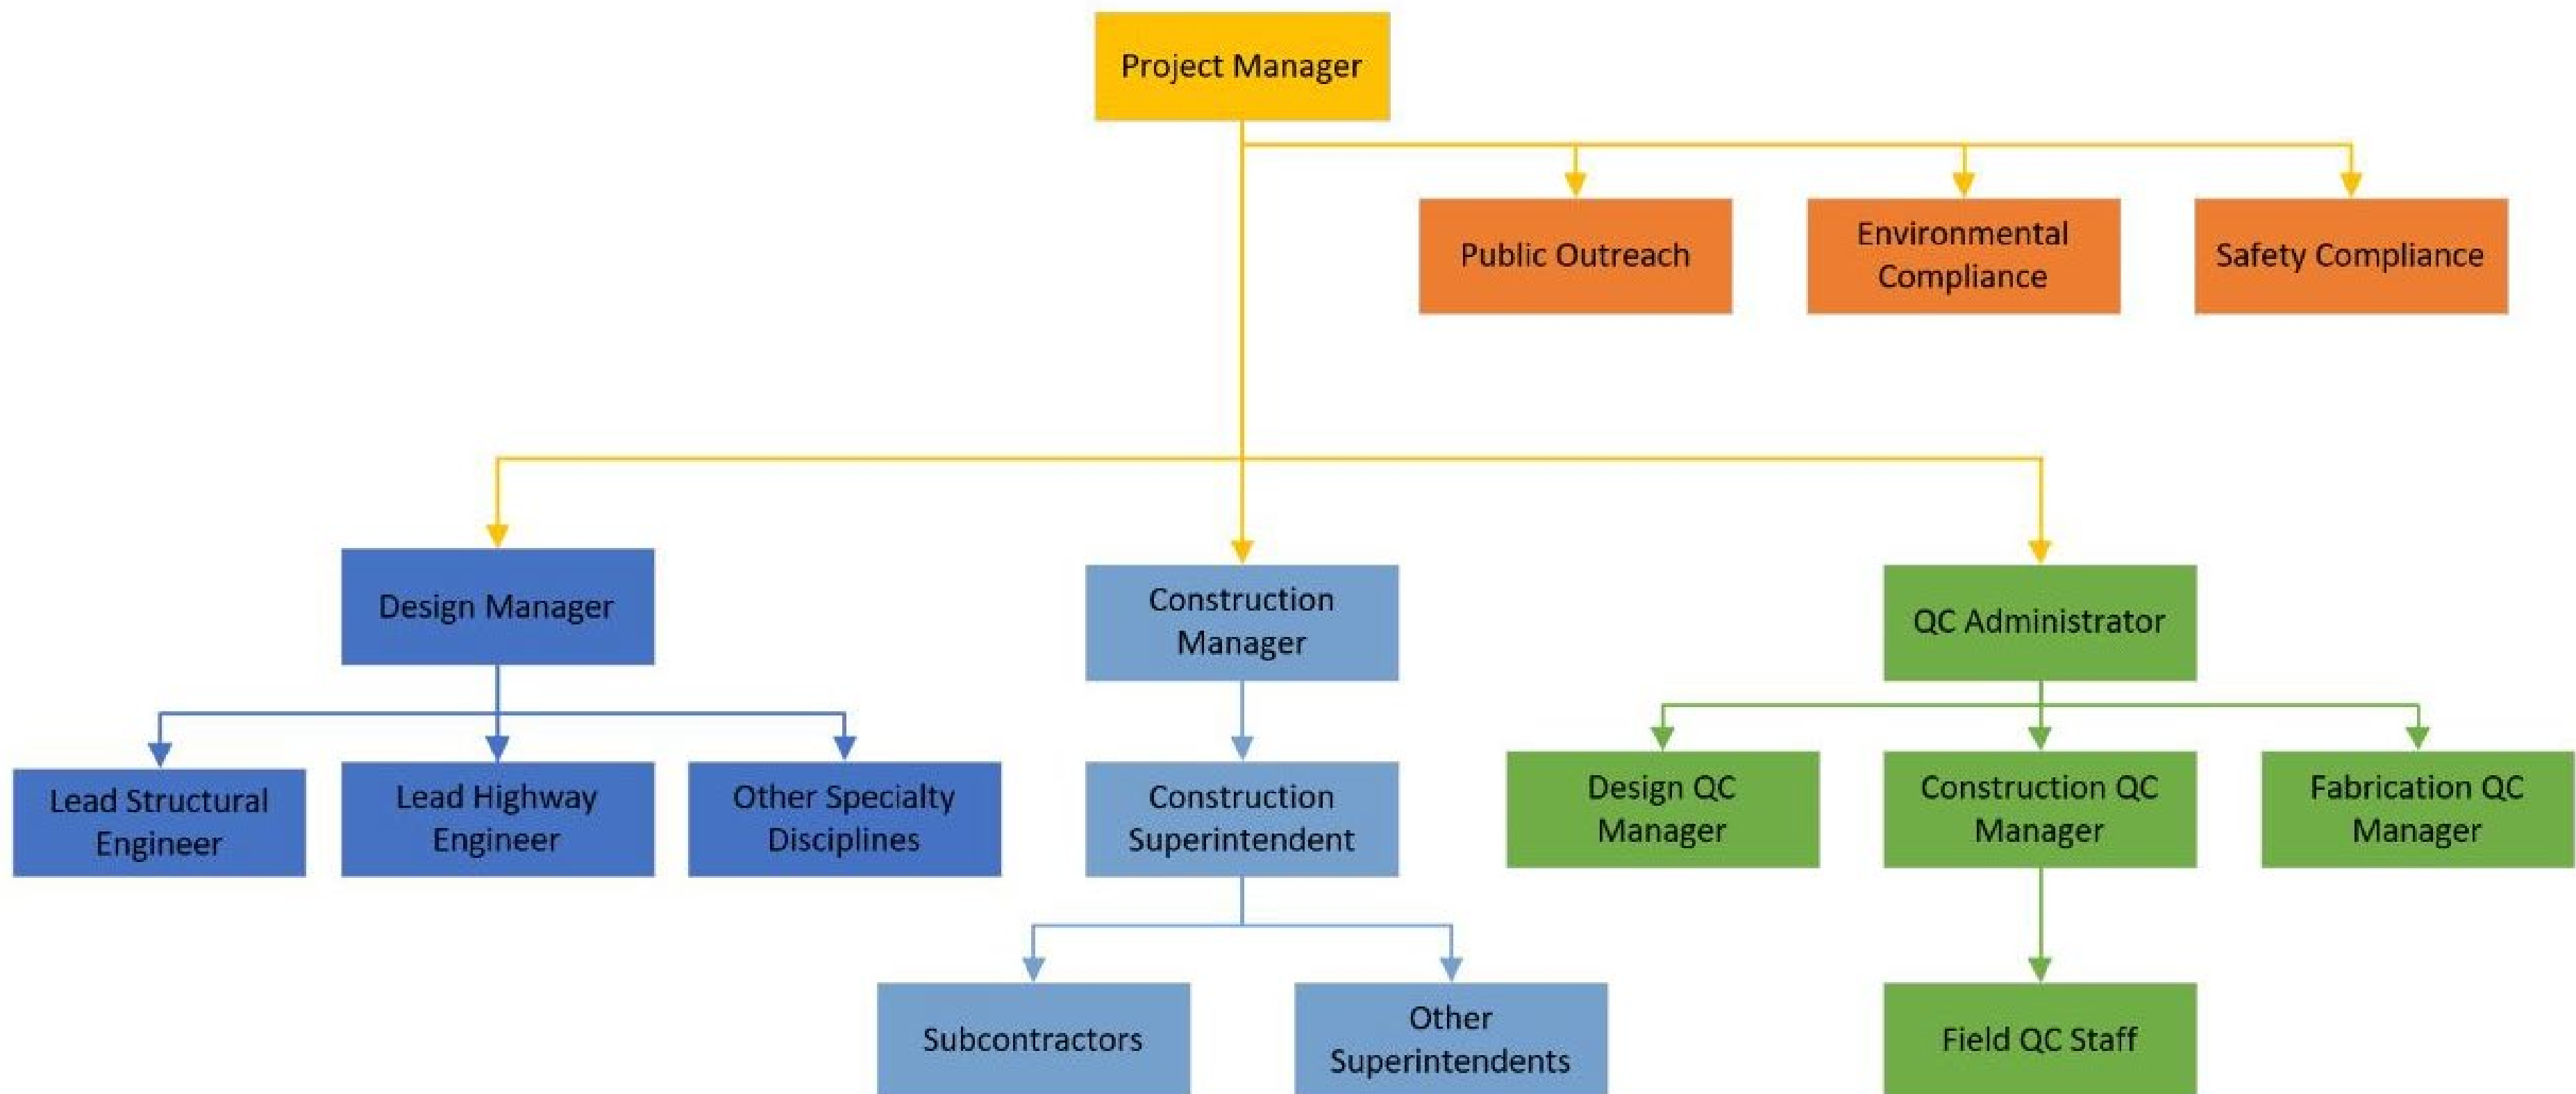 Project Manager
Public Outreach
Environmental
Compliance
Safety Compliance
Design Manager
Construction
Manager
QC Administrator
Lead Structural
Engineer
Lead Highway
Engineer
Other Specialty
Disciplines
Construction
Superintendent
Design QC
Manager
Construction QC
Manager
Fabrication QC
Manager
Subcontractors
Other
Superintendents
Field QC Staff